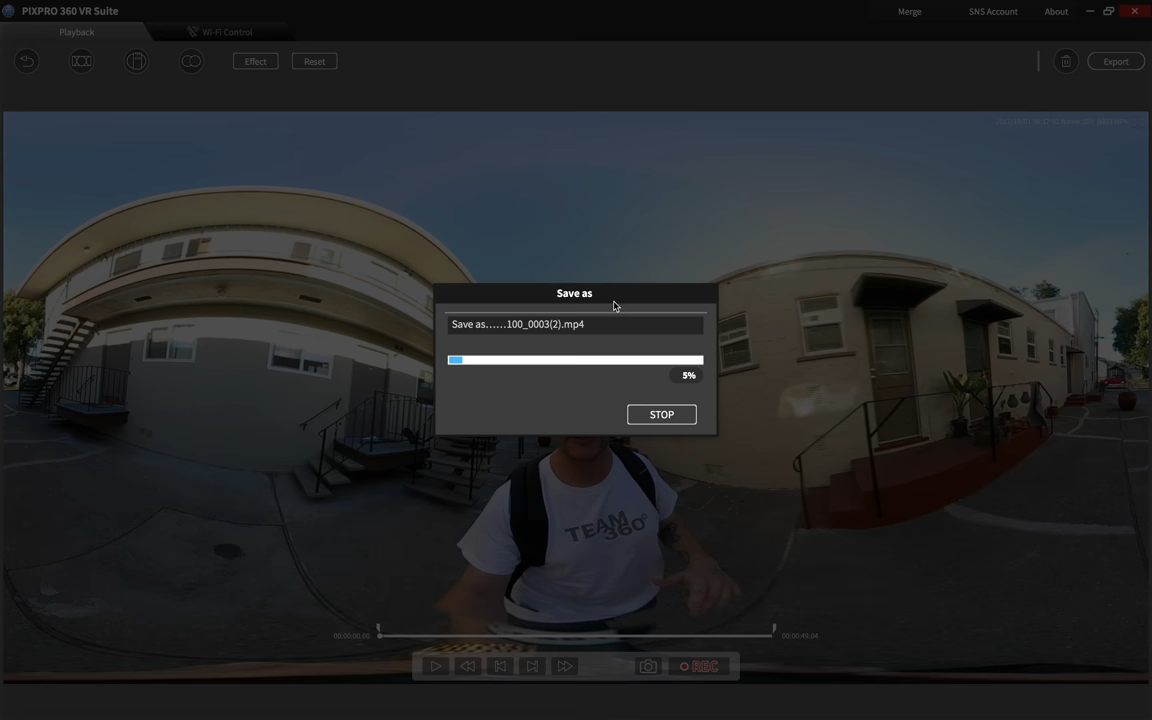 PIXPRO 360 VR Suite
Merge
SNS Account
About
Playback
Wi-Fi Control
Effect
Reset
Export
Save as
Save as......100_0003(2).mp4
5%
STOP
TEAM
360°
00:00:00;00
00:00:49;04
REC